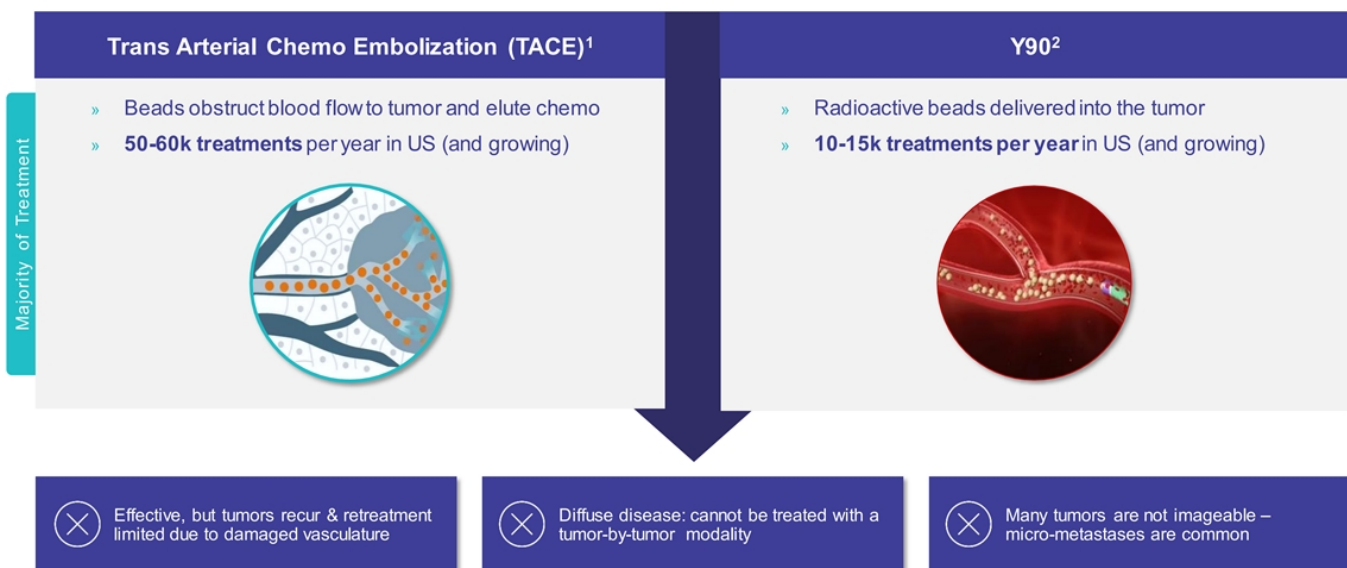 Trans Arterial Chemo Embolization (TACE)¹
Y90²
Majority of Treatment
» Beads obstruct blood flow to tumor and elute chemo
» 50-60k treatments per year in US (and growing)
» Radioactive beads delivered into the tumor
» 10-15k treatments per year in US (and growing)
Effective, but tumors recur & retreatment
limited due to damaged vasculature
Diffuse disease: cannot be treated with a
tumor-by-tumor modality
Many tumors are not imageable –
micro-metastases are common